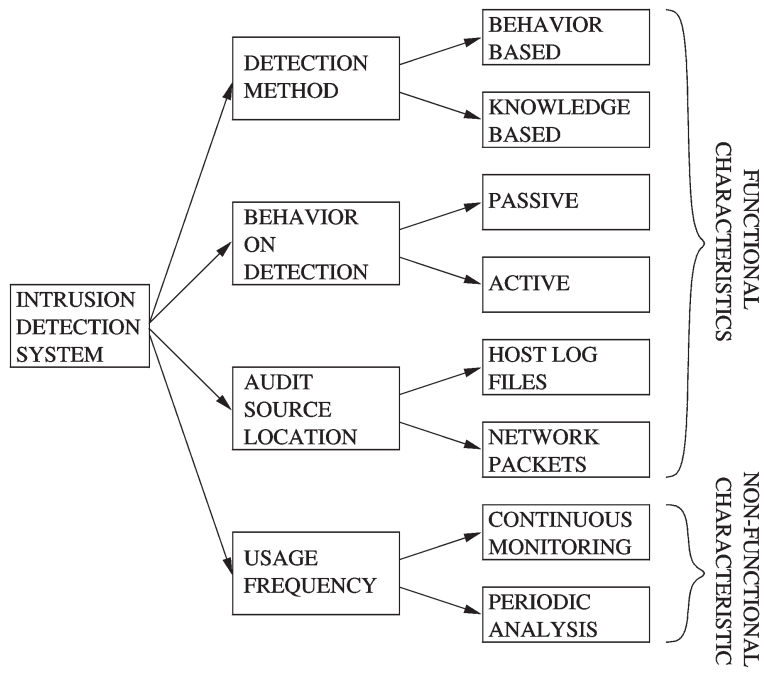 INTRUSION
DETECTION
SYSTEM
DETECTION
METHOD
BEHAVIOR
ON
DETECTION
AUDIT
SOURCE
LOCATION
USAGE
FREQUENCY
BEHAVIOR
BASED
KNOWLEDGE
BASED
PASSIVE
ACTIVE
HOST LOG
FILES
NETWORK
PACKETS
CONTINUOUS
MONITORING
PERIODIC
ANALYSIS
FUNCTIONAL
CHARACTERISTICS
NON-FUNCTIONAL
CHARACTERISTIC